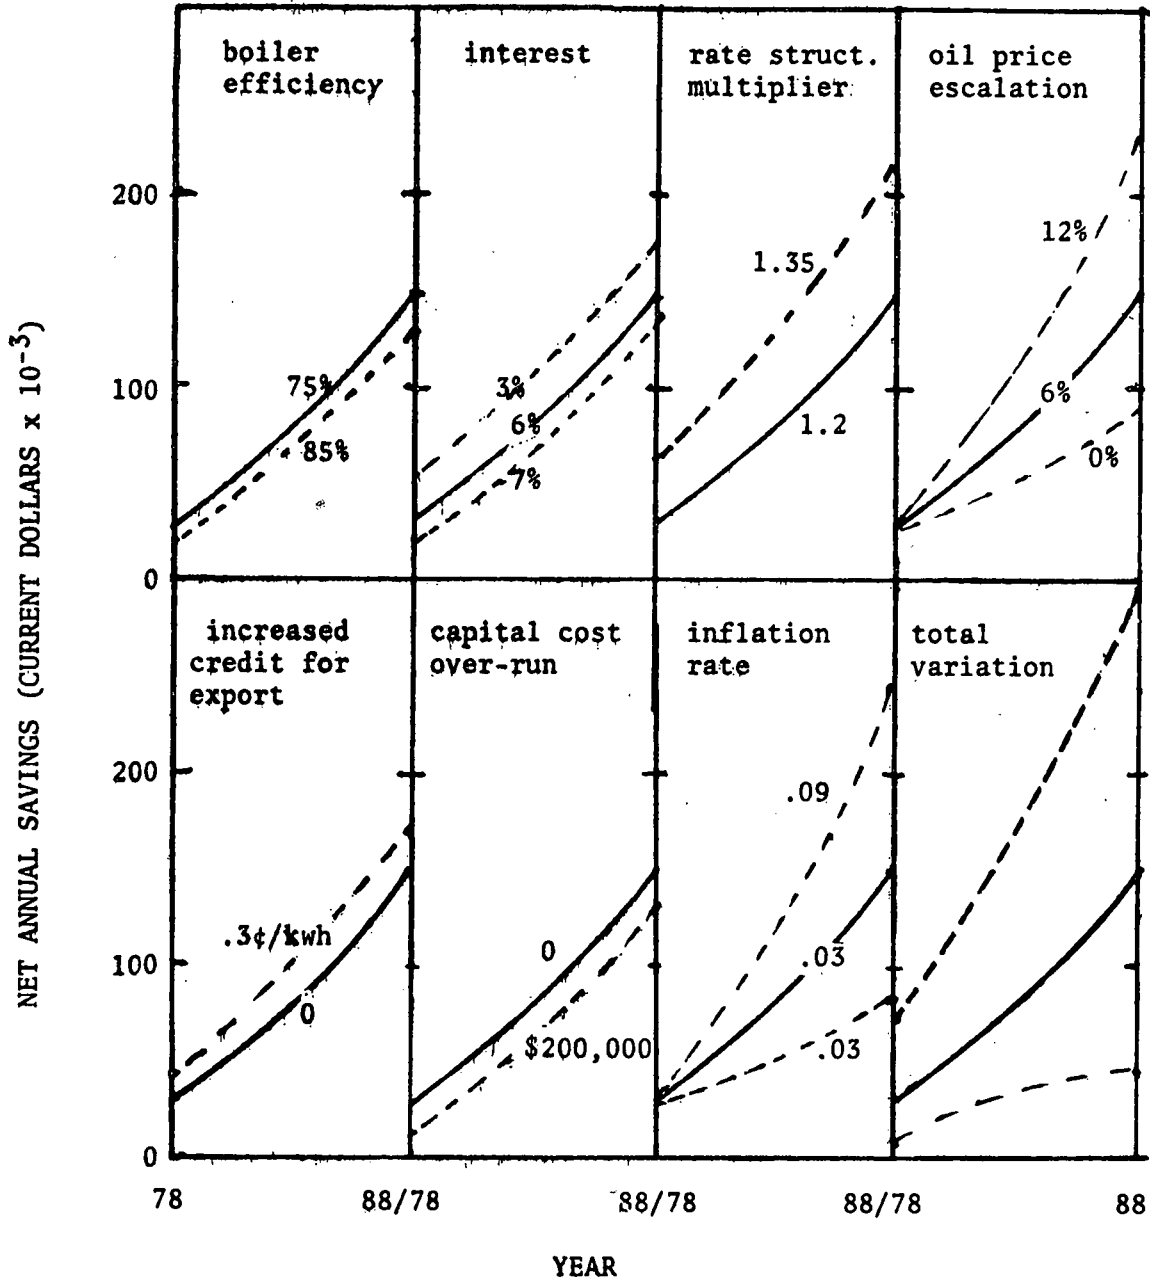 boiler
efficiency
interest
rate struct.
multiplier
oil price
escalation
200
100
0
75%
85%
3%
6%
7%
1.35
1.2
12%
6%
0%
increased
credit for
export
capital cost
over-run
inflation
rate
total
variation
200
100
0
.3¢/kwh
0
0
$200,000
.09
.03
.03
78
88/78
88/78
88/78
88
YEAR
NET ANNUAL SAVINGS (CURRENT DOLLARS x 10⁻³)